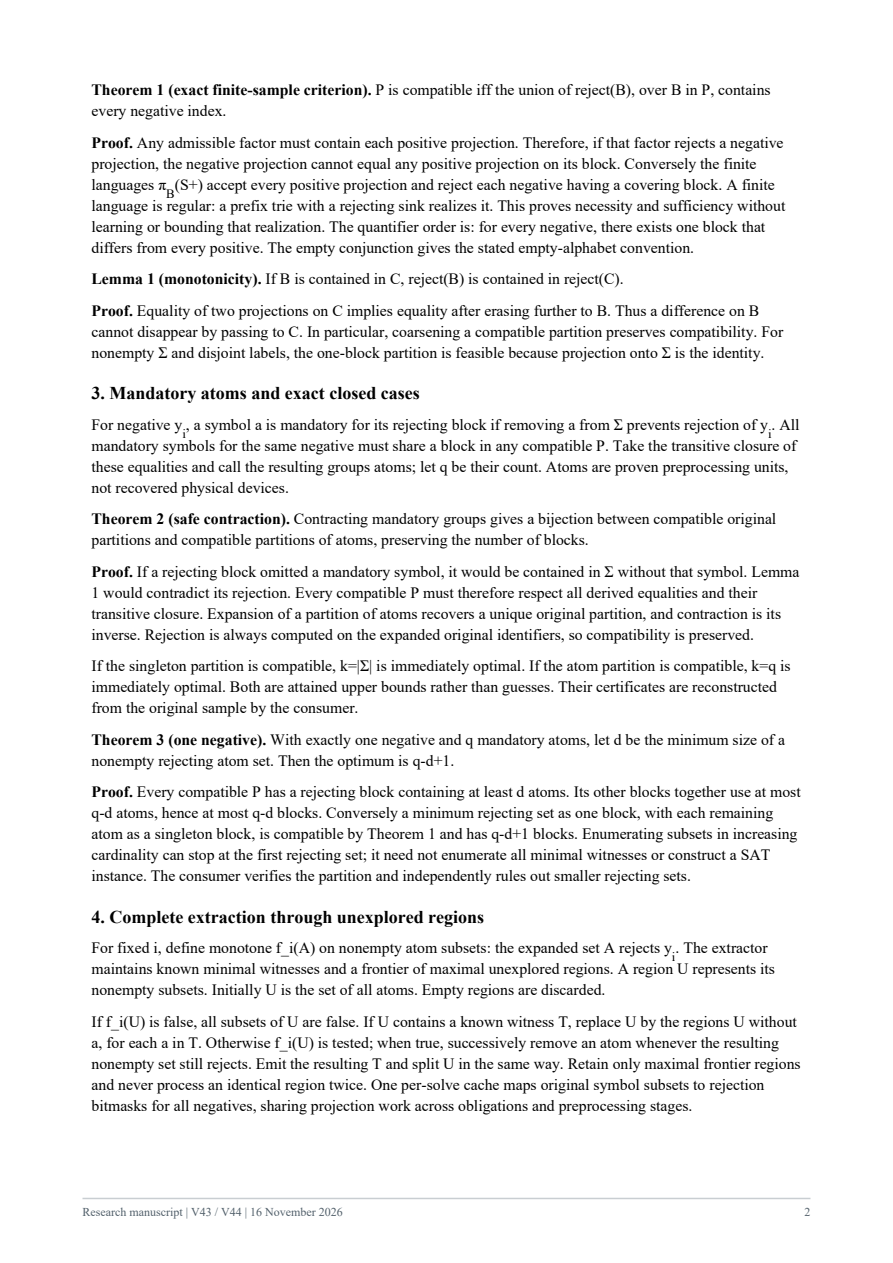 Theorem 1 (exact finite-sample criterion). P is compatible iff the union of reject(B), over B in P, contains
every negative index.
Proof. Any admissible factor must contain each positive projection. Therefore, if that factor rejects a negative
projection, the negative projection cannot equal any positive projection on its block. Conversely the finite
languages π_B(S+) accept every positive projection and reject each negative having a covering block. A finite
language is regular: a prefix trie with a rejecting sink realizes it. This proves necessity and sufficiency without
learning or bounding that realization. The quantifier order is: for every negative, there exists one block that
differs from every positive. The empty conjunction gives the stated empty-alphabet convention.
Lemma 1 (monotonicity). If B is contained in C, reject(B) is contained in reject(C).
Proof. Equality of two projections on C implies equality after erasing further to B. Thus a difference on B
cannot disappear by passing to C. In particular, coarsening a compatible partition preserves compatibility. For
nonempty Σ and disjoint labels, the one-block partition is feasible because projection onto Σ is the identity.
3. Mandatory atoms and exact closed cases
For negative y_i, a symbol a is mandatory for its rejecting block if removing a from Σ prevents rejection of y_i. All
mandatory symbols for the same negative must share a block in any compatible P. Take the transitive closure of
these equalities and call the resulting groups atoms; let q be their count. Atoms are proven preprocessing units,
not recovered physical devices.
Theorem 2 (safe contraction). Contracting mandatory groups gives a bijection between compatible original
partitions and compatible partitions of atoms, preserving the number of blocks.
Proof. If a rejecting block omitted a mandatory symbol, it would be contained in Σ without that symbol. Lemma
1 would contradict its rejection. Every compatible P must therefore respect all derived equalities and their
transitive closure. Expansion of a partition of atoms recovers a unique original partition, and contraction is its
inverse. Rejection is always computed on the expanded original identifiers, so compatibility is preserved.
If the singleton partition is compatible, k=|Σ| is immediately optimal. If the atom partition is compatible, k=q is
immediately optimal. Both are attained upper bounds rather than guesses. Their certificates are reconstructed
from the original sample by the consumer.
Theorem 3 (one negative). With exactly one negative and q mandatory atoms, let d be the minimum size of a
nonempty rejecting atom set. Then the optimum is q-d+1.
Proof. Every compatible P has a rejecting block containing at least d atoms. Its other blocks together use at most
q-d atoms, hence at most q-d blocks. Conversely a minimum rejecting set as one block, with each remaining
atom as a singleton block, is compatible by Theorem 1 and has q-d+1 blocks. Enumerating subsets in increasing
cardinality can stop at the first rejecting set; it need not enumerate all minimal witnesses or construct a SAT
instance. The consumer verifies the partition and independently rules out smaller rejecting sets.
4. Complete extraction through unexplored regions
For fixed i, define monotone f_i(A) on nonempty atom subsets: the expanded set A rejects y_i. The extractor
maintains known minimal witnesses and a frontier of maximal unexplored regions. A region U represents its
nonempty subsets. Initially U is the set of all atoms. Empty regions are discarded.
If f_i(U) is false, all subsets of U are false. If U contains a known witness T, replace U by the regions U without
a, for each a in T. Otherwise f_i(U) is tested; when true, successively remove an atom whenever the resulting
nonempty set still rejects. Emit the resulting T and split U in the same way. Retain only maximal frontier regions
and never process an identical region twice. One per-solve cache maps original symbol subsets to rejection
bitmasks for all negatives, sharing projection work across obligations and preprocessing stages.
Research manuscript | V43 / V44 | 16 November 2026
2